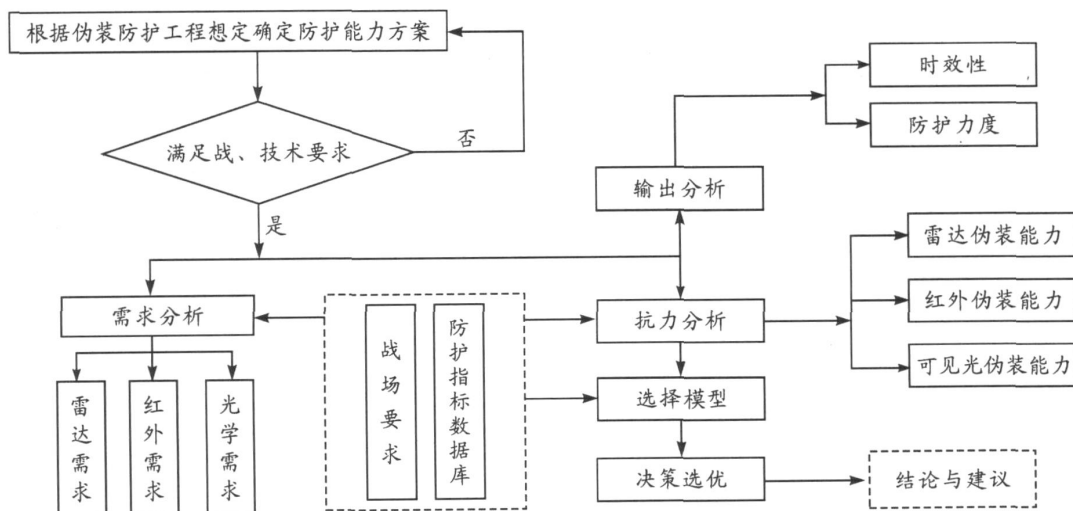 根据伪装防护工程想定确定防护能力方案
满足战、技术要求
否
是
时效性
防护力度
输出分析
需求分析
雷达需求
红外需求
光学需求
战场要求
防护指标数据库
抗力分析
选择模型
决策选优
雷达伪装能力
红外伪装能力
可见光伪装能力
结论与建议